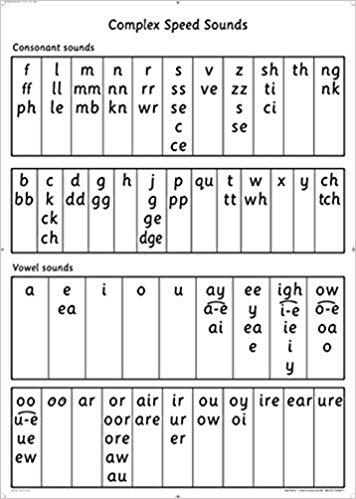 Complex Speed Sounds
Consonant sounds
f l m n r s v z sh th ng
ff ll mm nn rr ss ve zz ti nk
ph le mb kn wr se s ci
c se
ce
b c d g h j p qu t w x y ch
bb k dd gg g pp tt wh tch
ck ge
ch dge
Vowel sounds
a e i o u ay ee igh ow
ea a-e y i-e o-e
ai ea ie oa
e i o
y
oo oo ar or air ir ou oy ire ear ure
u-e oor are ur ow oi
ue ore er
ew aw
au